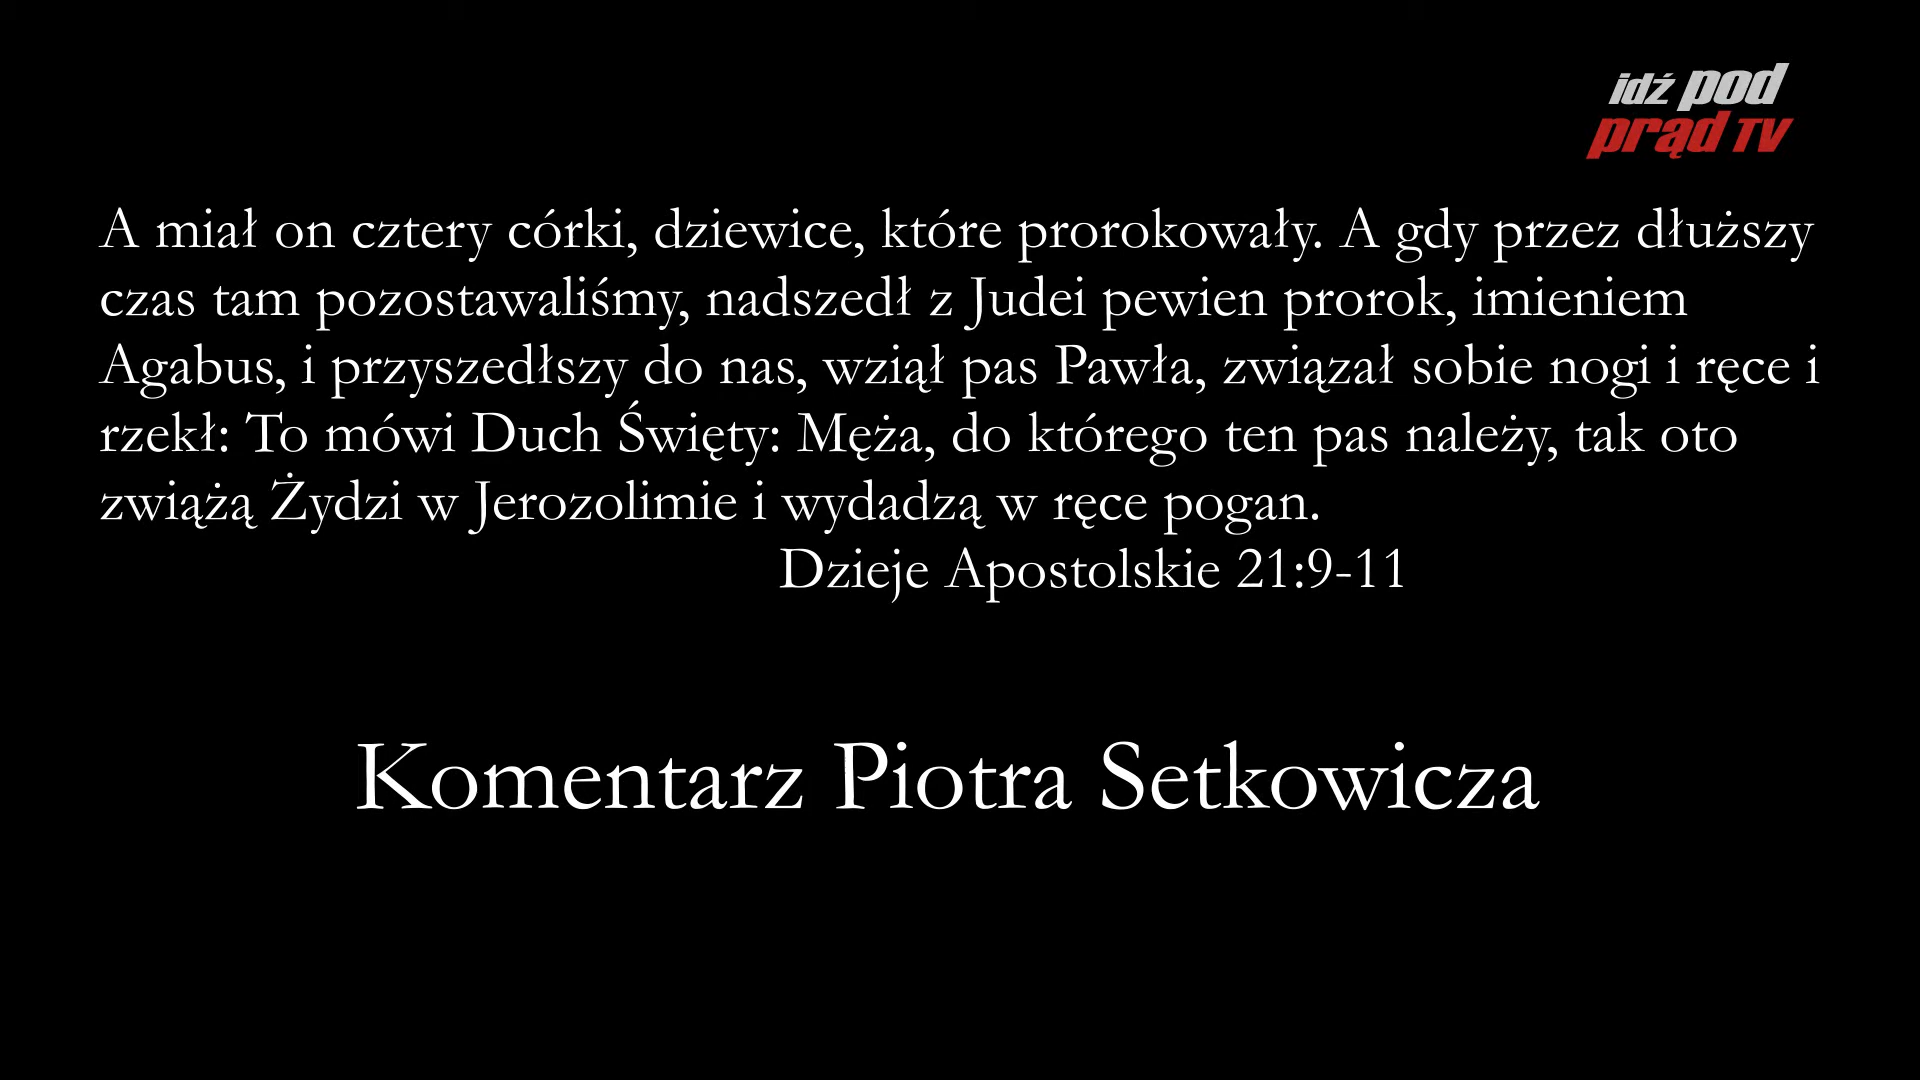 idź pod
prąd TV
A miał on cztery córki, dziewice, które prorokowały. A gdy przez dłuższy
czas tam pozostawaliśmy, nadszedł z Judei pewien prorok, imieniem
Agabus, i przyszedłszy do nas, wziął pas Pawła, związał sobie nogi i ręce i
rzekł: To mówi Duch Święty: Męża, do którego ten pas należy, tak oto
zwiążą Żydzi w Jerozolimie i wydadzą w ręce pogan.
Dzieje Apostolskie 21:9-11
Komentarz Piotra Setkowicza